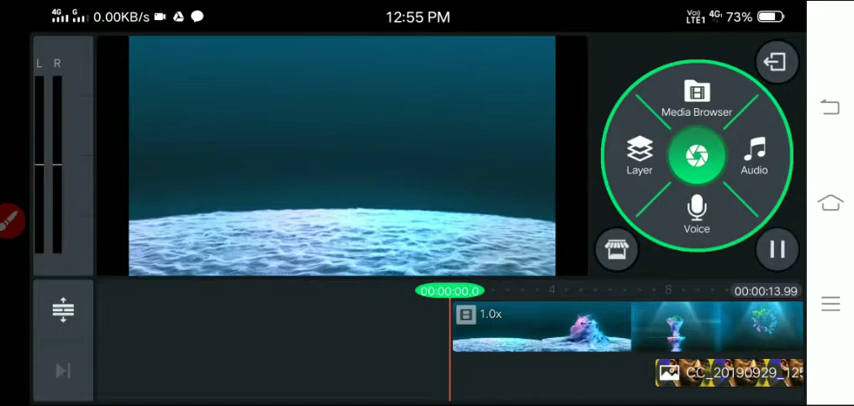 4G G 0.00KB/s 12:55 PM Vo) LTE1 4G 73%
L R
Media Browser
Layer
Audio
Voice
00:00:00.0 4 8 00:00:13.99
1.0x
CC_20190929_125